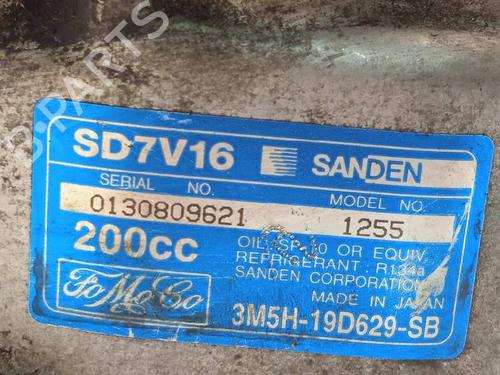 SD7V16 SANDEN
SERIAL NO. MODEL NO.
0130809621 1255
200cc
OIL: SP-10 OR EQUIV.
REFRIGERANT: R134a
SANDEN CORPORATION
MADE IN JAPAN
FoMoCo
3M5H-19D629-SB
B-PARTS